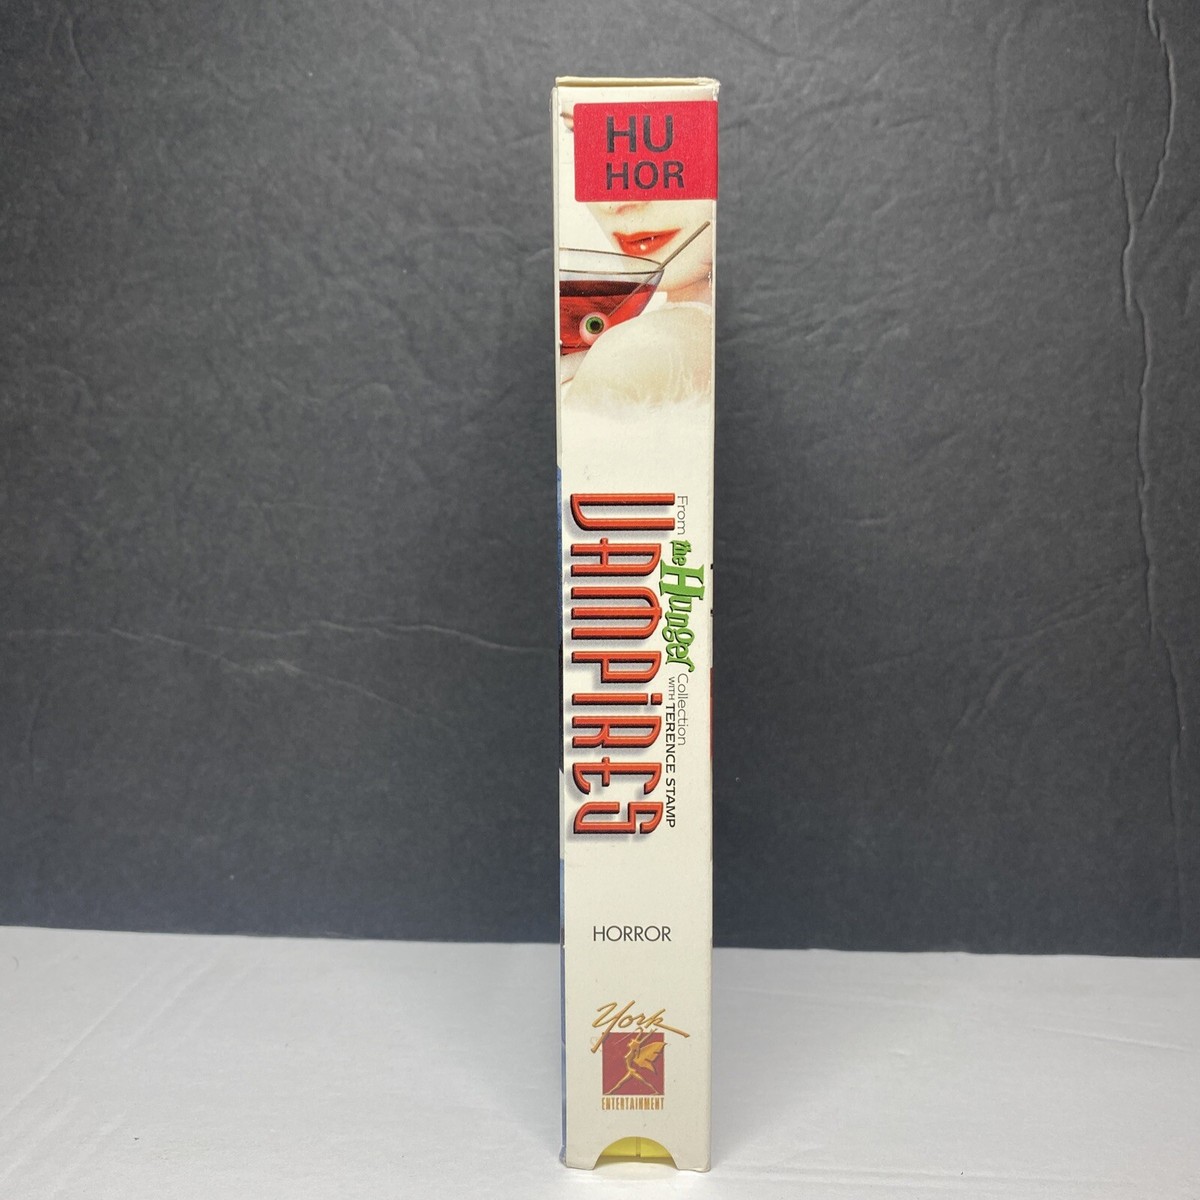 HU
HOR
From the Hunger Collection
WITH TERENCE STAMP
VAMPIRES
HORROR
York
ENTERTAINMENT